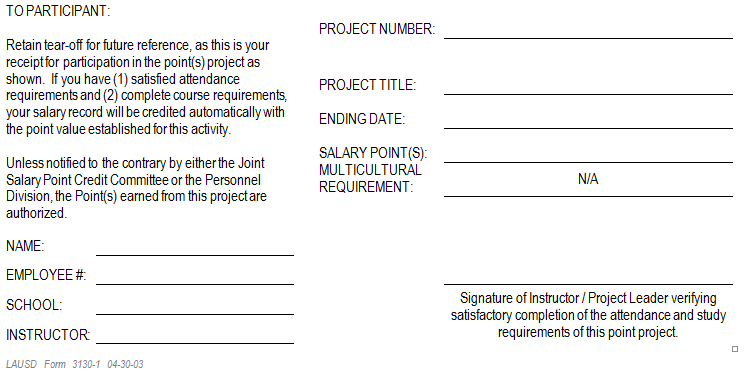 TO PARTICIPANT:
Retain tear-off for future reference, as this is your
receipt for participation in the point(s) project as
shown. If you have (1) satisfied attendance
requirements and (2) complete course requirements,
your salary record will be credited automatically with
the point value established for this activity.
Unless notified to the contrary by either the Joint
Salary Point Credit Committee or the Personnel
Division, the Point(s) earned from this project are
authorized.
NAME:
EMPLOYEE #:
SCHOOL:
INSTRUCTOR:
LAUSD Form 3130-1 04-30-03
PROJECT NUMBER:
PROJECT TITLE:
ENDING DATE:
SALARY POINT(S):
MULTICULTURAL
REQUIREMENT: N/A
Signature of Instructor / Project Leader verifying
satisfactory completion of the attendance and study
requirements of this point project.